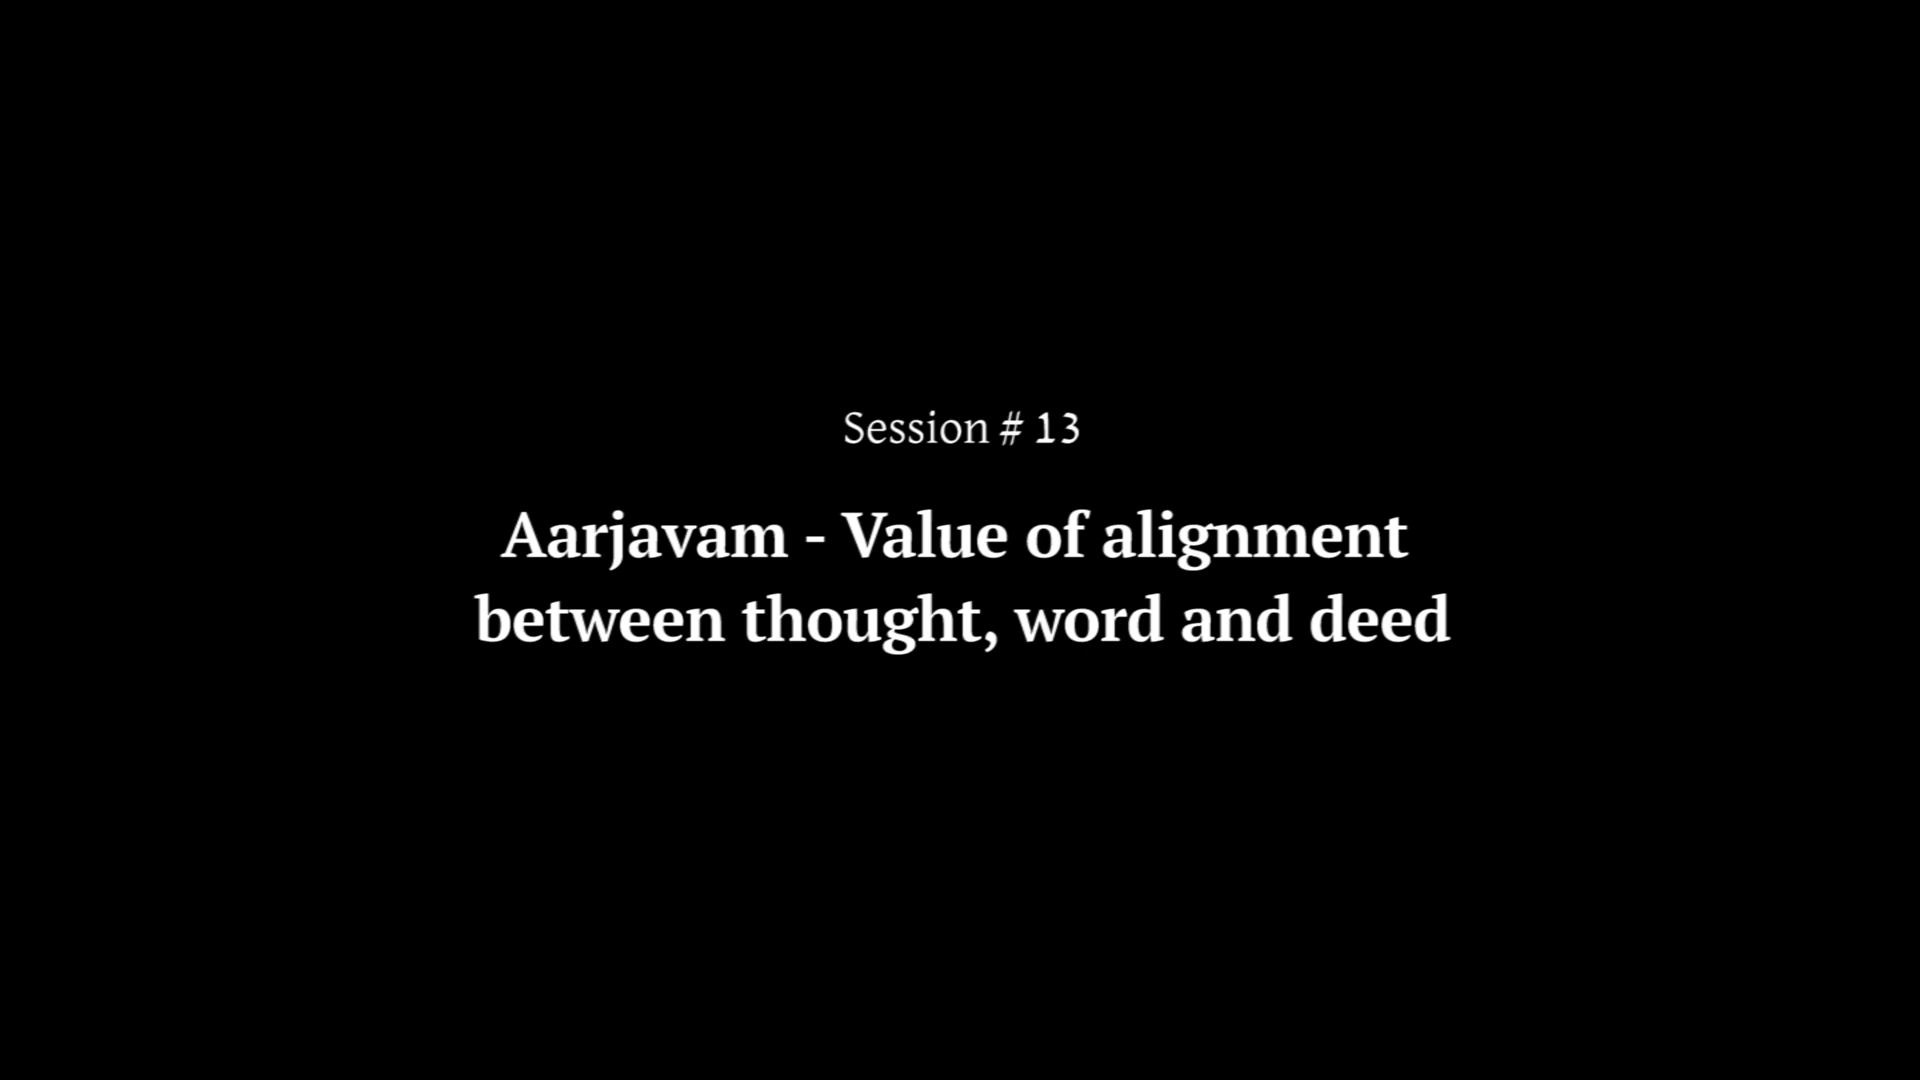 Session # 13
Aarjavam - Value of alignment
between thought, word and deed